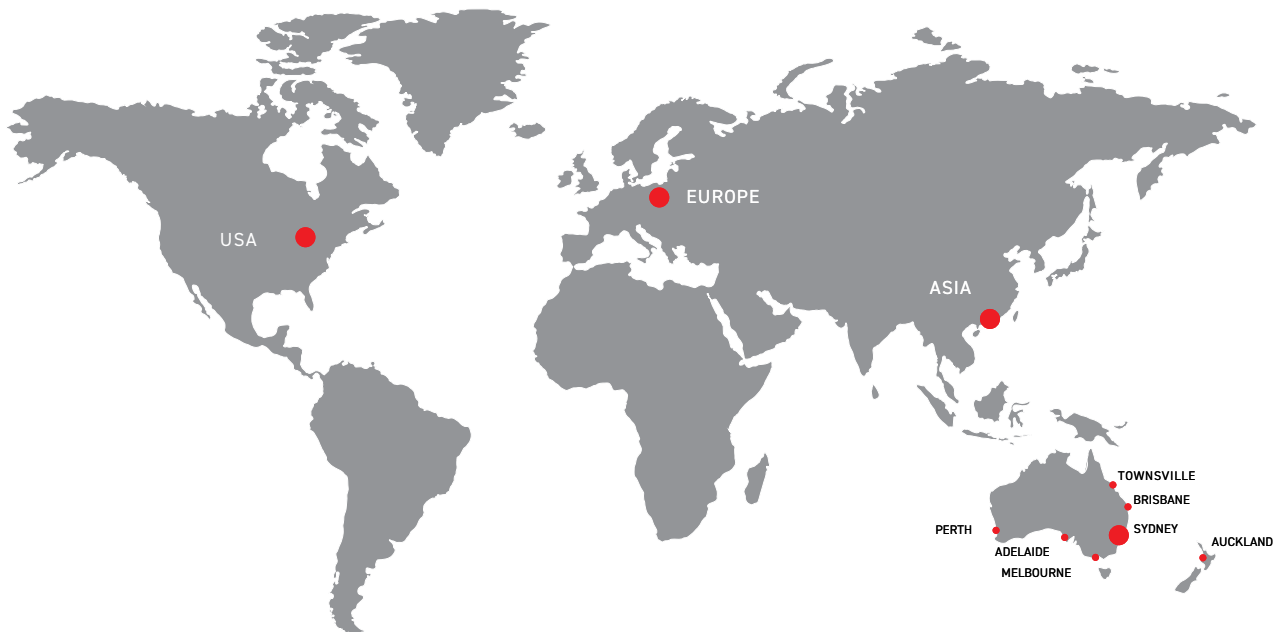 EUROPE
USA
ASIA
TOWNSVILLE
BRISBANE
SYDNEY
PERTH
AUCKLAND
ADELAIDE
MELBOURNE